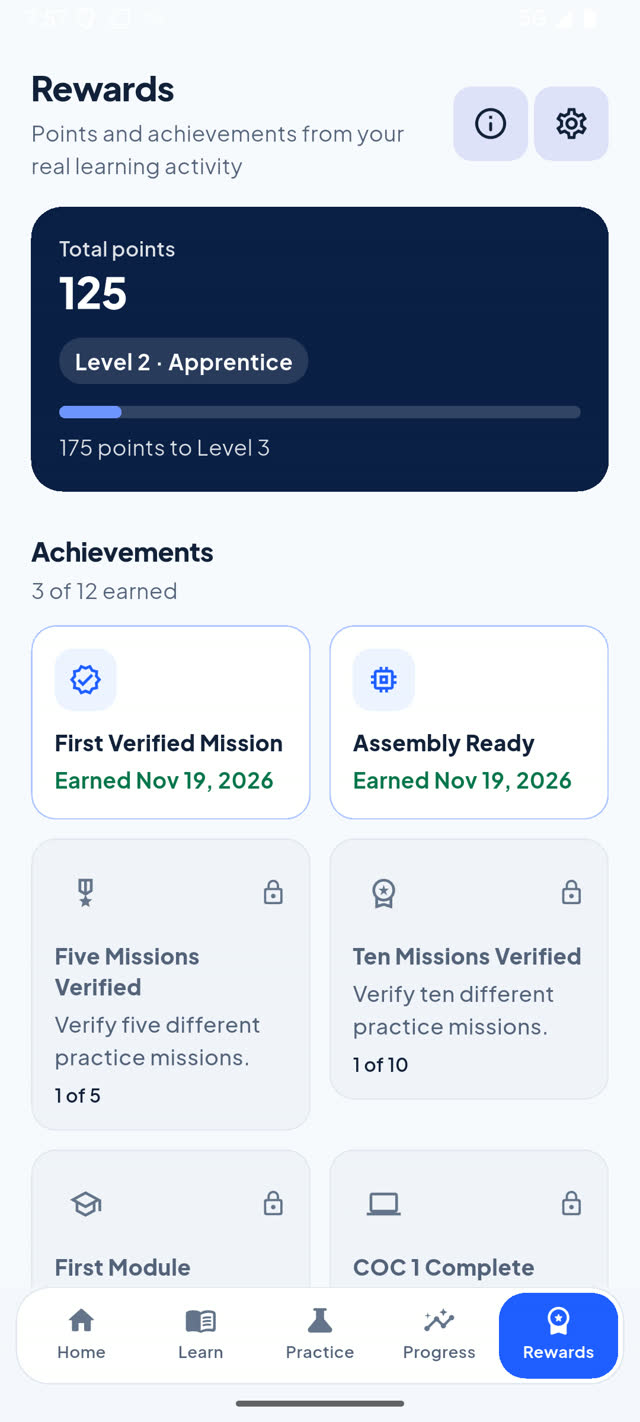 7:57
5G
Rewards
Points and achievements from your
real learning activity
Total points
125
Level 2 · Apprentice
175 points to Level 3
Achievements
3 of 12 earned
First Verified Mission
Earned Nov 19, 2026
Assembly Ready
Earned Nov 19, 2026
Five Missions
Verified
Verify five different
practice missions.
1 of 5
Ten Missions Verified
Verify ten different
practice missions.
1 of 10
First Module
COC 1 Complete
Home
Learn
Practice
Progress
Rewards